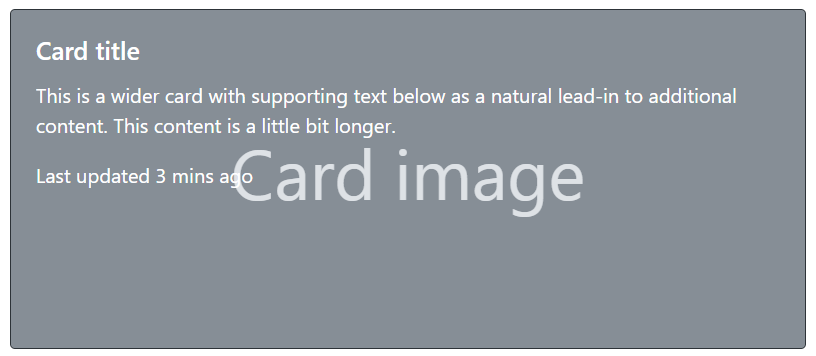 Card title
This is a wider card with supporting text below as a natural lead-in to additional
content. This content is a little bit longer.
Last updated 3 mins ago
Card image